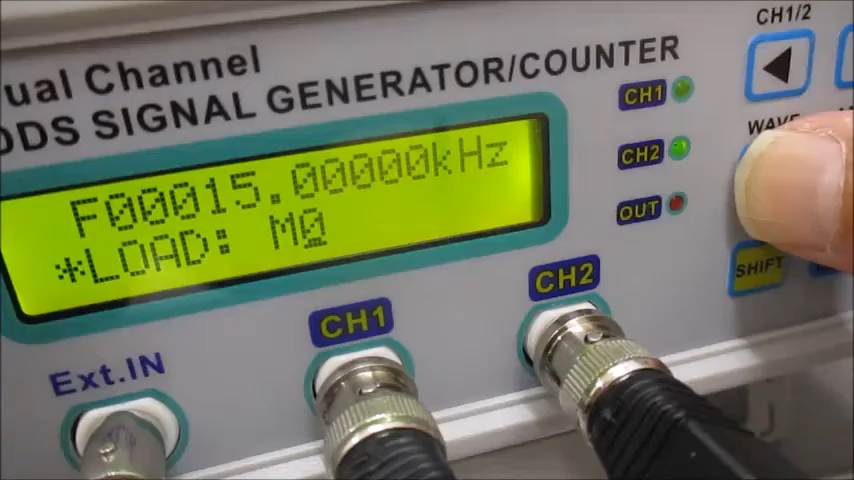 CH1/2
ual Channel
DDS SIGNAL GENERATOR/COUNTER
CH1
WAVE
F00015.00000kHz
CH2
*LOAD: M0
OUT
SHIFT
CH1
CH2
Ext.IN